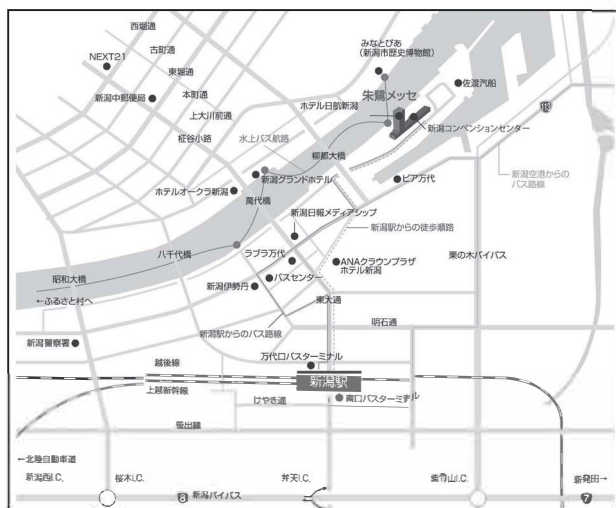 西堀通
古町通
NEXT21
東堀通
新潟中郵便局
本町通
上大川前通
柾谷小路
みなとぴあ
(新潟市歴史博物館)
朱鷺メッセ
ホテル日航新潟
佐渡汽船
新潟コンベンションセンター
113
水上バス航路
柳都大橋
新潟グランドホテル
ホテルオークラ新潟
萬代橋
ピア万代
新潟空港からの
バス路線
新潟日報メディアシップ
新潟駅からの徒歩順路
八千代橋
ラブラ万代
ANAクラウンプラザ
ホテル新潟
栗の木バイパス
昭和大橋
バスセンター
新潟伊勢丹
←ふるさと村へ
東大通
新潟駅からのバス路線
明石通
新潟警察署
万代口バスターミナル
越後線
新潟駅
上越新幹線
けやき通
南口バスターミナル
笹出線
←北陸自動車道
新潟西I.C.
桜木I.C.
弁天I.C.
紫竹山I.C.
新発田→
8
新潟バイパス
7